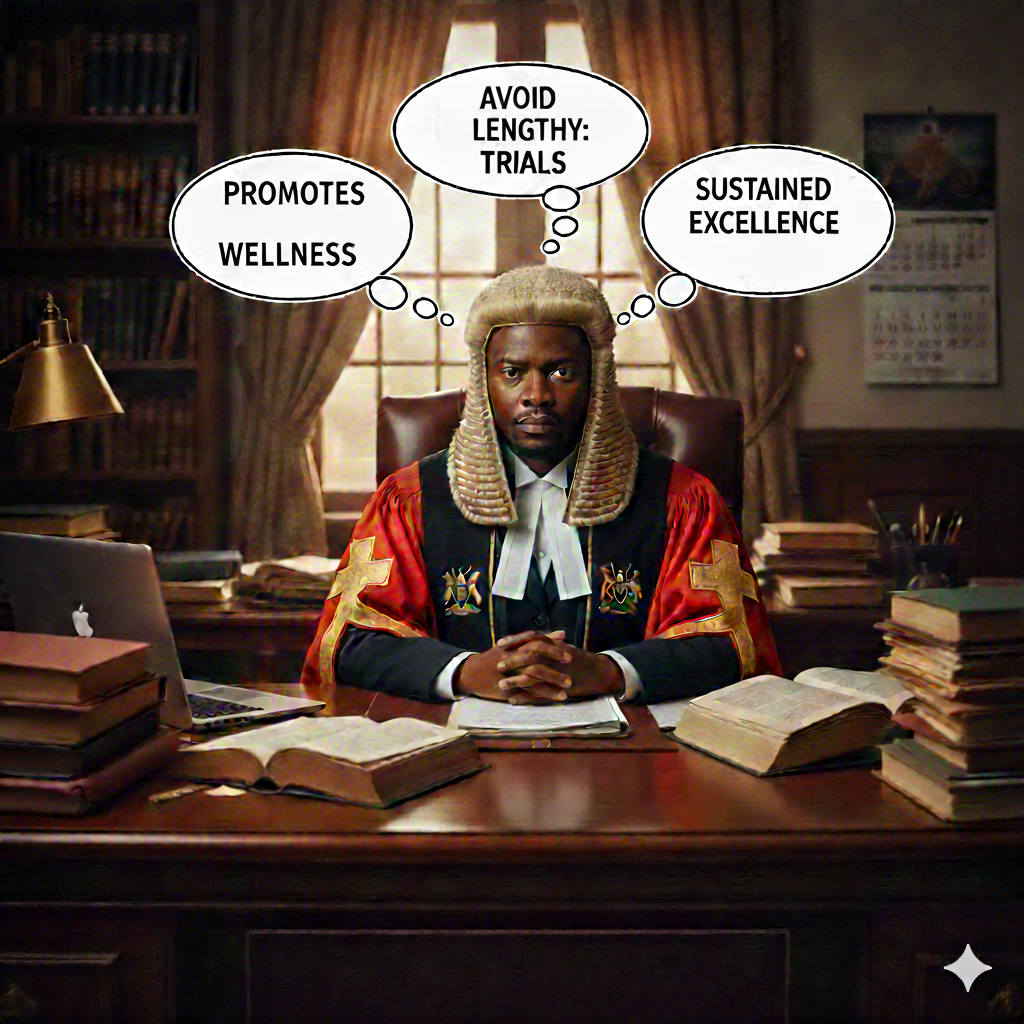 AVOID
LENGTHY:
TRIALS
PROMOTES
WELLNESS
SUSTAINED
EXCELLENCE